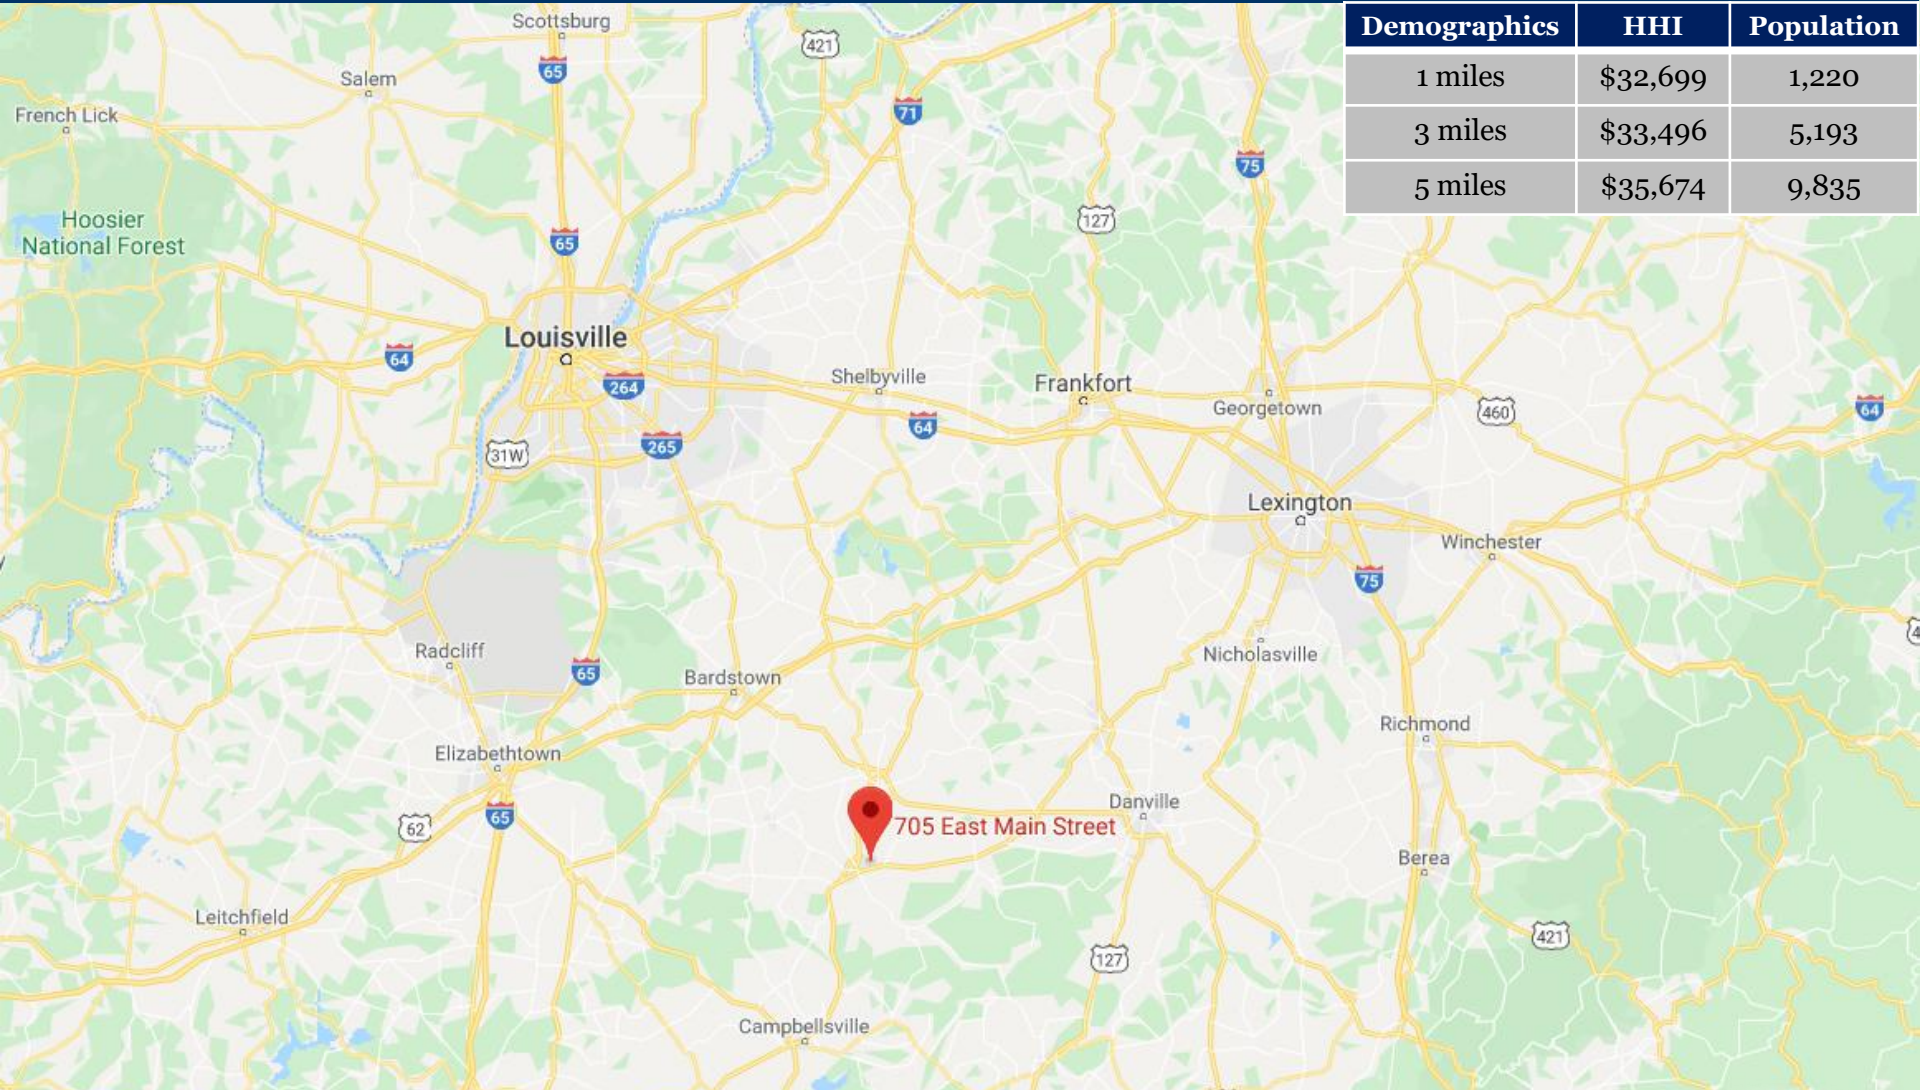 Demographics HHI Population
1 miles $32,699 1,220
3 miles $33,496 5,193
5 miles $35,674 9,835
Scottsburg
421
65
Salem
71
French Lick
75
Hoosier
National Forest
127
65
Louisville
64
264
Shelbyville
Frankfort
Georgetown
460
64
64
265
31W
Lexington
Winchester
75
Radcliff
65
Bardstown
Nicholasville
Richmond
Elizabethtown
65
62
705 East Main Street
Danville
Berea
Leitchfield
421
127
Campbellsville